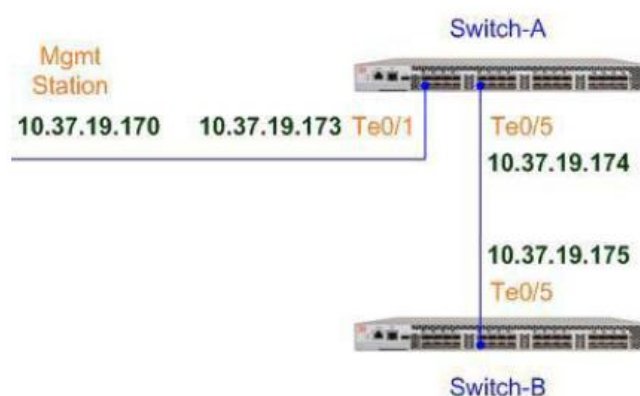 Switch-A
Mgmt
Station
10.37.19.170 10.37.19.173 Te0/1
Te0/5
10.37.19.174
10.37.19.175
Te0/5
Switch-B